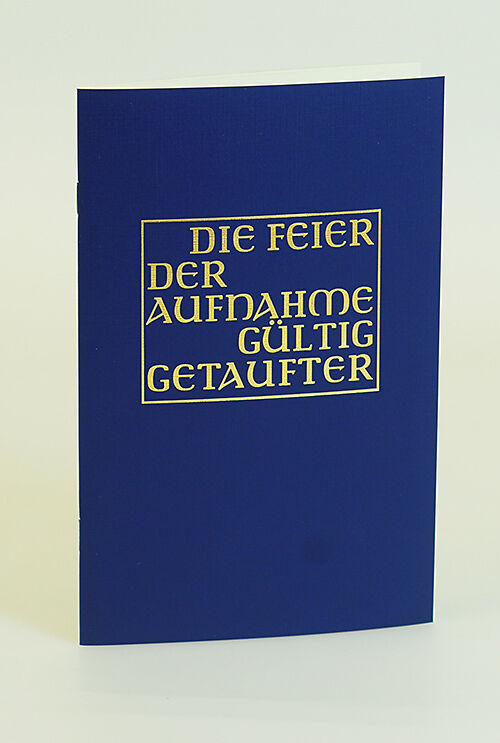 DIE FEIER
DER
AUFNAHME
GÜLTIG
GETAUFTER